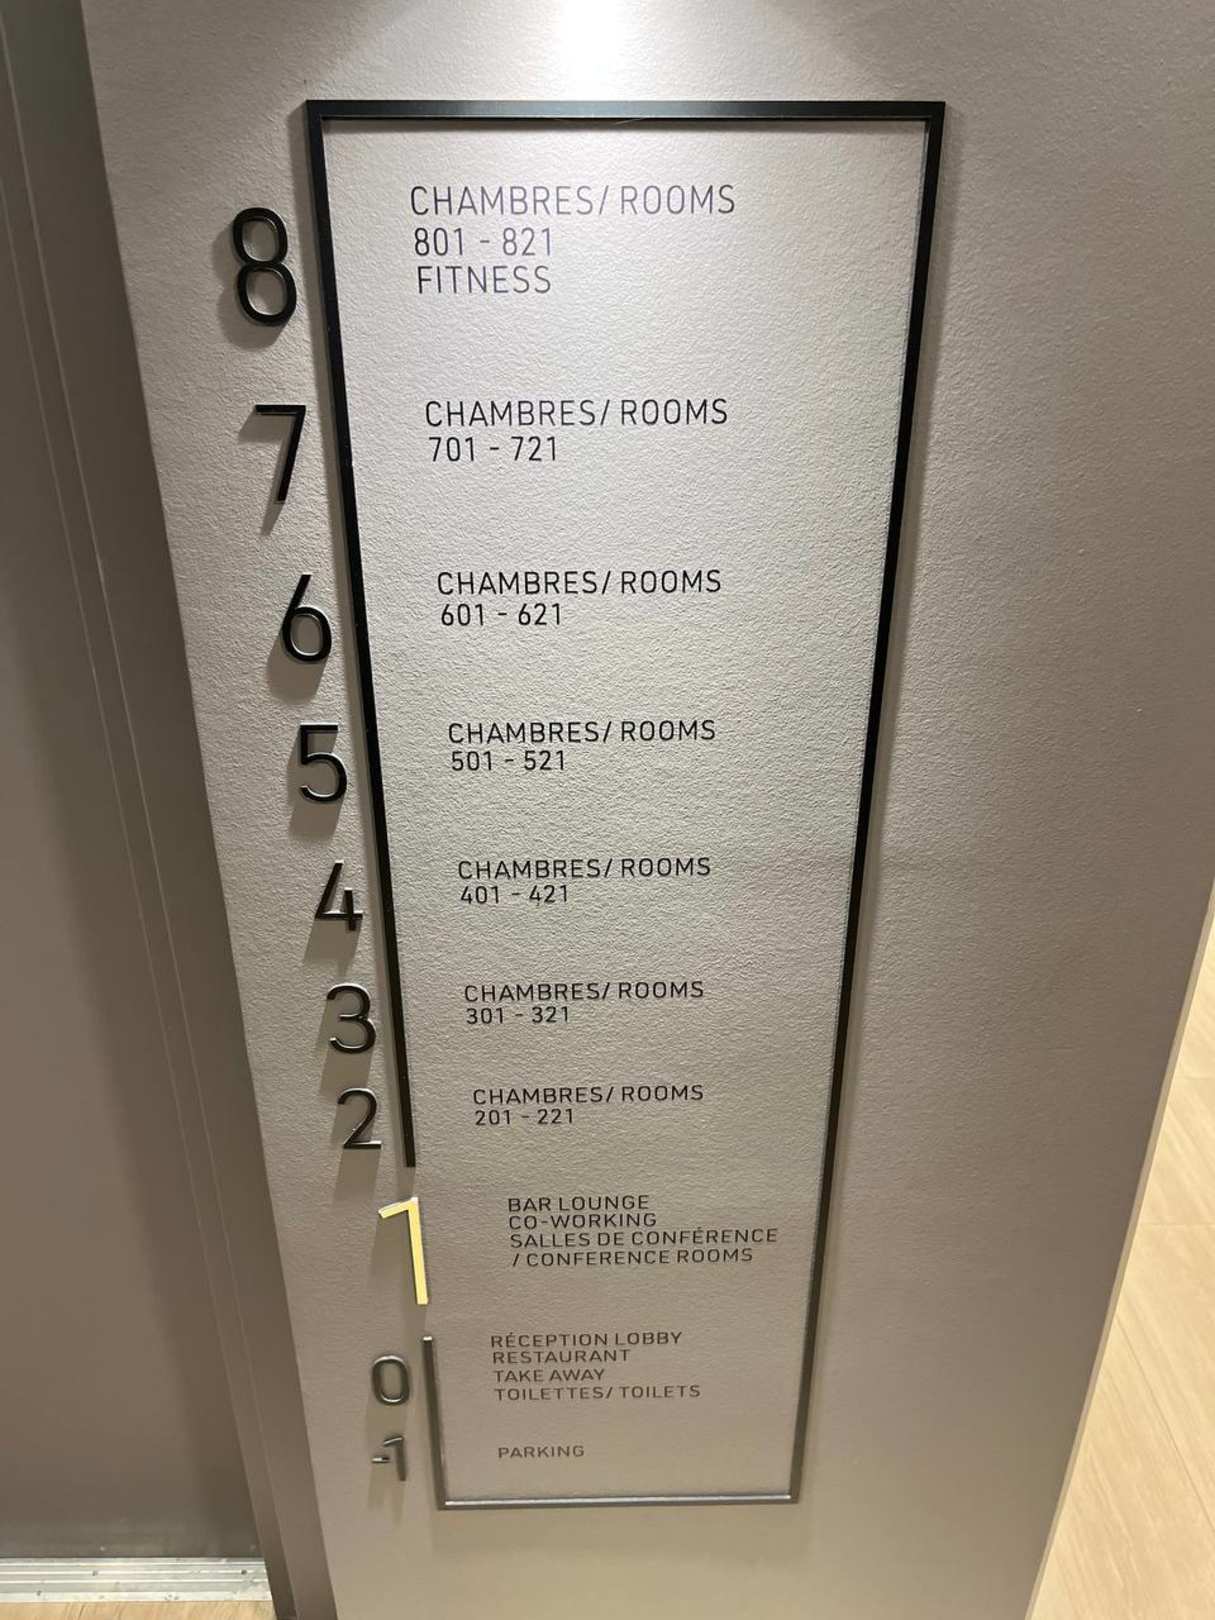 8
CHAMBRES/ ROOMS
801 - 821
FITNESS
7
CHAMBRES/ ROOMS
701 - 721
6
CHAMBRES/ ROOMS
601 - 621
5
CHAMBRES/ ROOMS
501 - 521
4
CHAMBRES/ ROOMS
401 - 421
3
CHAMBRES/ ROOMS
301 - 321
2
CHAMBRES/ ROOMS
201 - 221
1
BAR LOUNGE
CO-WORKING
SALLES DE CONFÉRENCE
/ CONFERENCE ROOMS
0
RÉCEPTION LOBBY
RESTAURANT
TAKE AWAY
TOILETTES/ TOILETS
-1
PARKING